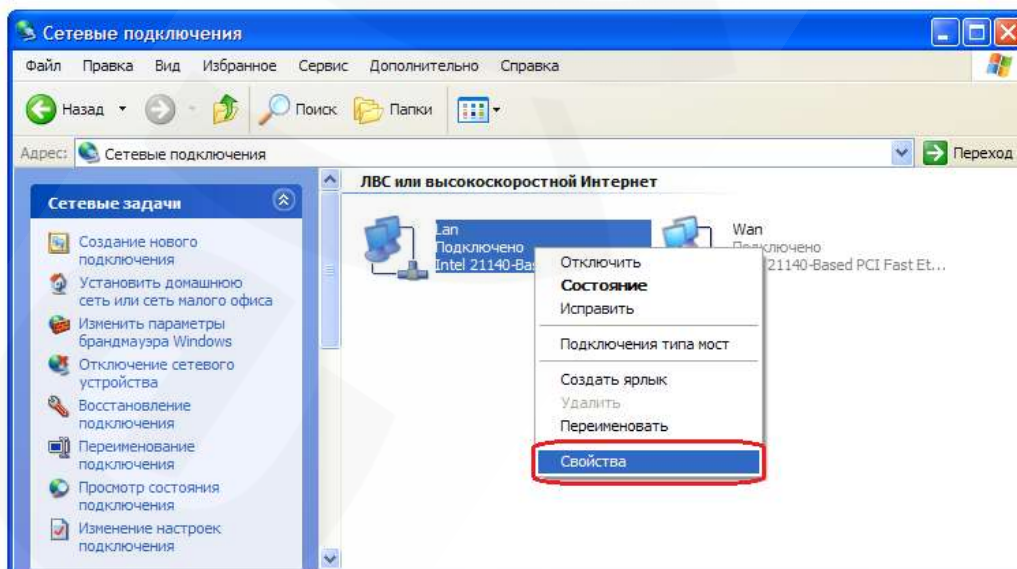 Сетевые подключения
Файл Правка Вид Избранное Сервис Дополнительно Справка
Назад Поиск Папки
Адрес: Сетевые подключения Переход
Сетевые задачи
Создание нового
подключения
Установить домашнюю
сеть или сеть малого офиса
Изменить параметры
брандмауэра Windows
Отключение сетевого
устройства
Восстановление
подключения
Переименование
подключения
Просмотр состояния
подключения
Изменение настроек
подключения
ЛВС или высокоскоростной Интернет
Lan
Подключено
Intel 21140-Bas
Wan
Подключено
21140-Based PCI Fast Et...
Отключить
Состояние
Исправить
Подключения типа мост
Создать ярлык
Удалить
Переименовать
Свойства